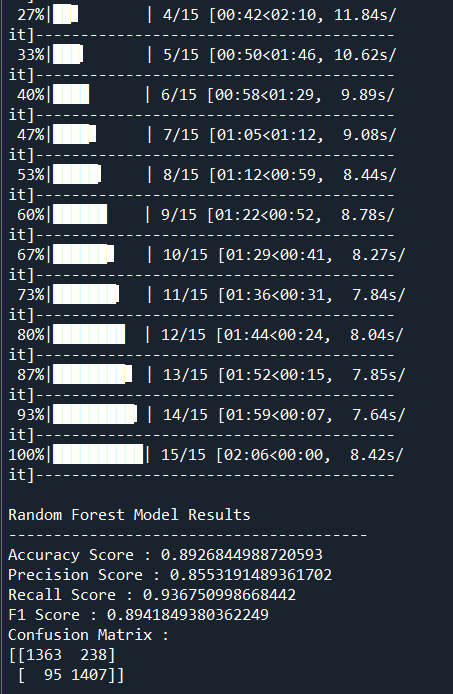 27%| | 4/15 [00:42<02:10, 11.84s/
it]------------------------------------
33%| | 5/15 [00:50<01:46, 10.62s/
it]------------------------------------
40%| | 6/15 [00:58<01:29,  9.89s/
it]------------------------------------
47%| | 7/15 [01:05<01:12,  9.08s/
it]------------------------------------
53%| | 8/15 [01:12<00:59,  8.44s/
it]------------------------------------
60%| | 9/15 [01:22<00:52,  8.78s/
it]------------------------------------
67%| | 10/15 [01:29<00:41,  8.27s/
it]------------------------------------
73%| | 11/15 [01:36<00:31,  7.84s/
it]------------------------------------
80%| | 12/15 [01:44<00:24,  8.04s/
it]------------------------------------
87%| | 13/15 [01:52<00:15,  7.85s/
it]------------------------------------
93%| | 14/15 [01:59<00:07,  7.64s/
it]------------------------------------
100%| | 15/15 [02:06<00:00,  8.42s/
it]------------------------------------
Random Forest Model Results
------------------------------------
Accuracy Score : 0.8926844988720593
Precision Score : 0.8553191489361702
Recall Score : 0.936750998668442
F1 Score : 0.8941849380362249
Confusion Matrix :
[[1363  238]
[  95 1407]]